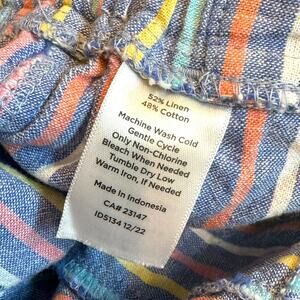 52% Linen
48% Cotton
Machine Wash Cold
Gentle Cycle
Only Non-Chlorine
Bleach When Needed
Tumble Dry Low
Warm Iron, If Needed
Made in Indonesia
CA# 23147
IDS134 12/22